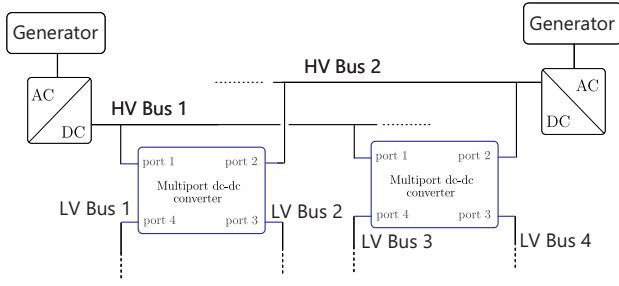 Generator
Generator
AC
DC
HV Bus 2
AC
DC
HV Bus 1
port 1
port 2
Multiport dc-dc
converter
port 4
port 3
port 1
port 2
Multiport dc-dc
converter
port 4
port 3
LV Bus 1
LV Bus 2
LV Bus 3
LV Bus 4